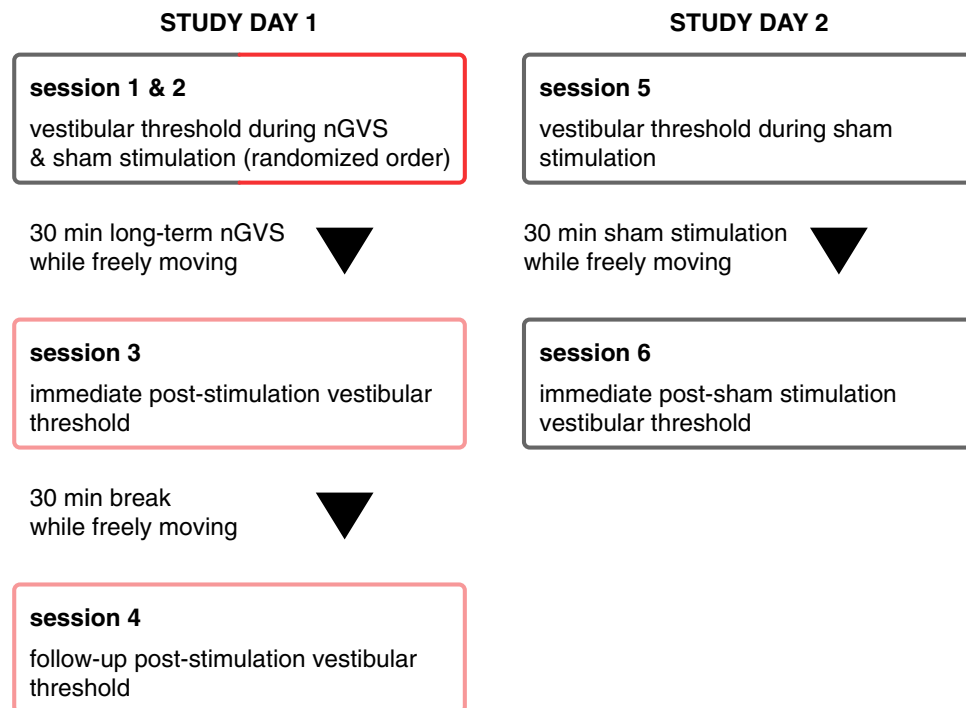 STUDY DAY 1
session 1 & 2
vestibular threshold during nGVS
& sham stimulation (randomized order)
30 min long-term nGVS
while freely moving
session 3
immediate post-stimulation vestibular
threshold
30 min break
while freely moving
session 4
follow-up post-stimulation vestibular
threshold
STUDY DAY 2
session 5
vestibular threshold during sham
stimulation
30 min sham stimulation
while freely moving
session 6
immediate post-sham stimulation
vestibular threshold